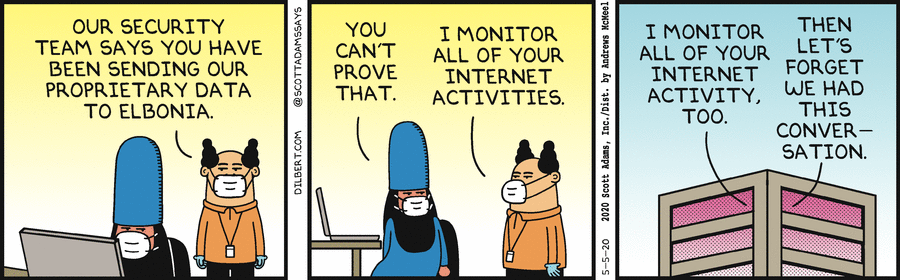 OUR SECURITY
TEAM SAYS YOU HAVE
BEEN SENDING OUR
PROPRIETARY DATA
TO ELBONIA.
DILBERT.COM @SCOTTADAMSSAYS
YOU
CAN'T
PROVE
THAT.
I MONITOR
ALL OF YOUR
INTERNET
ACTIVITIES.
5-5-20 2020 Scott Adams, Inc./Dist. by Andrews McMeel
I MONITOR
ALL OF YOUR
INTERNET
ACTIVITY,
TOO.
THEN
LET'S
FORGET
WE HAD
THIS
CONVER-
SATION.